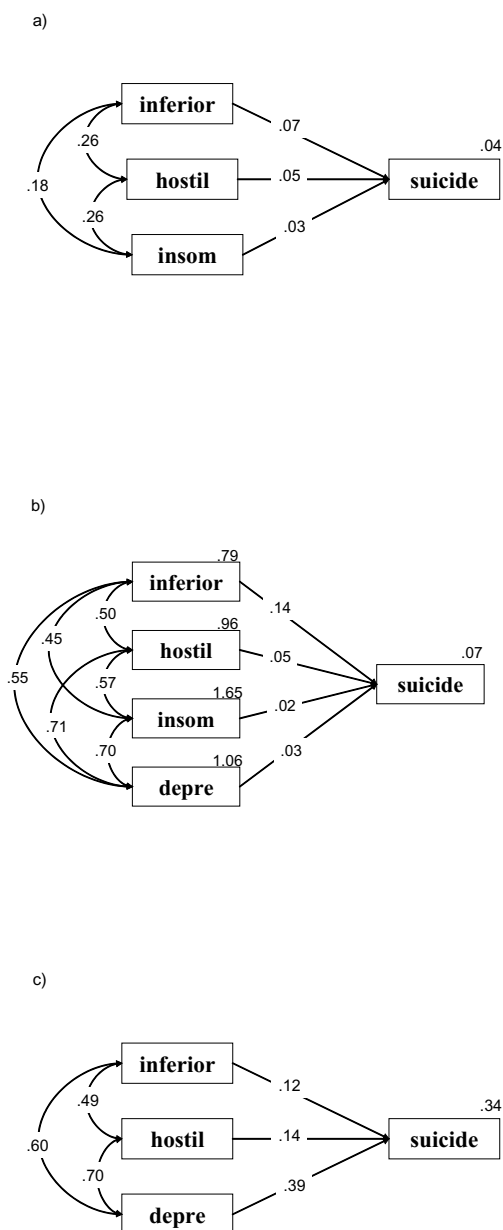 a)
inferior
.07
.04
.26
hostil
.05
suicide
.18
.26
.03
insom
b)
.79
inferior
.14
.50
.45
.96
.07
hostil
.05
.55
.57
suicide
1.65
.71
insom
.02
.70
.03
1.06
depre
c)
inferior
.12
.34
.49
hostil
.14
suicide
.60
.70
.39
depre